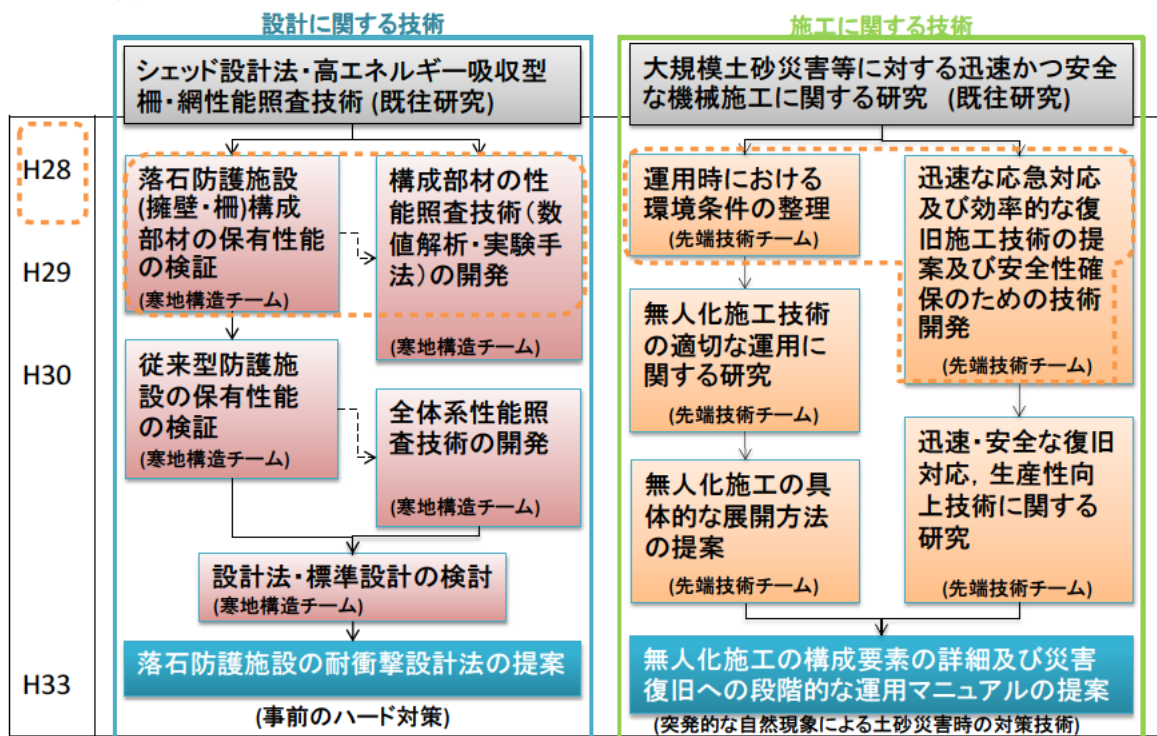 設計に関する技術
シェッド設計法・高エネルギー吸収型
柵・網性能照査技術 (既往研究)
H28
H29
H30
H33
落石防護施設
(擁壁・柵)構成
部材の保有性能
の検証
(寒地構造チーム)
構成部材の性
能照査技術(数
値解析・実験手
法)の開発
(寒地構造チーム)
従来型防護施
設の保有性能
の検証
(寒地構造チーム)
全体系性能照
査技術の開発
(寒地構造チーム)
設計法・標準設計の検討
(寒地構造チーム)
落石防護施設の耐衝撃設計法の提案
(事前のハード対策)
施工に関する技術
大規模土砂災害等に対する迅速かつ安全
な機械施工に関する研究 (既往研究)
運用時における
環境条件の整理
(先端技術チーム)
迅速な応急対応
及び効率的な復
旧施工技術の提
案及び安全性確
保のための技術
開発
(先端技術チーム)
無人化施工技術
の適切な運用に
関する研究
(先端技術チーム)
迅速・安全な復旧
対応，生産性向
上技術に関する
研究
(先端技術チーム)
無人化施工の具
体的な展開方法
の提案
(先端技術チーム)
無人化施工の構成要素の詳細及び災害
復旧への段階的な運用マニュアルの提案
(突発的な自然現象による土砂災害時の対策技術)